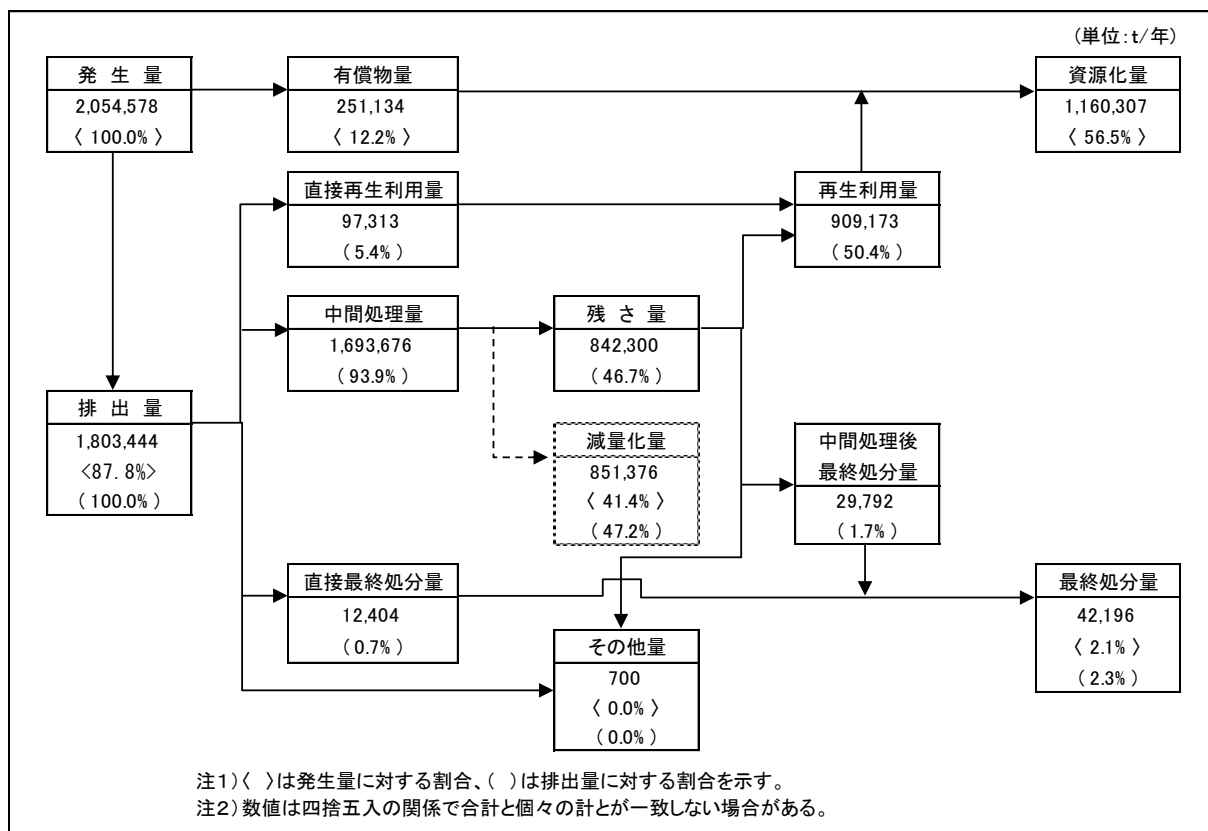 (単位:t/年)
発 生 量
2,054,578
〈 100.0% 〉
有償物量
251,134
〈 12.2% 〉
資源化量
1,160,307
〈 56.5% 〉
直接再生利用量
97,313
( 5.4% )
再生利用量
909,173
( 50.4% )
中間処理量
1,693,676
( 93.9% )
残 さ 量
842,300
( 46.7% )
排 出 量
1,803,444
<87. 8%>
( 100.0% )
減量化量
851,376
〈 41.4% 〉
( 47.2% )
中間処理後
最終処分量
29,792
( 1.7% )
直接最終処分量
12,404
( 0.7% )
その他量
700
〈 0.0% 〉
( 0.0% )
最終処分量
42,196
〈 2.1% 〉
( 2.3% )
注1)〈 〉は発生量に対する割合、( )は排出量に対する割合を示す。
注2)数値は四捨五入の関係で合計と個々の計とが一致しない場合がある。